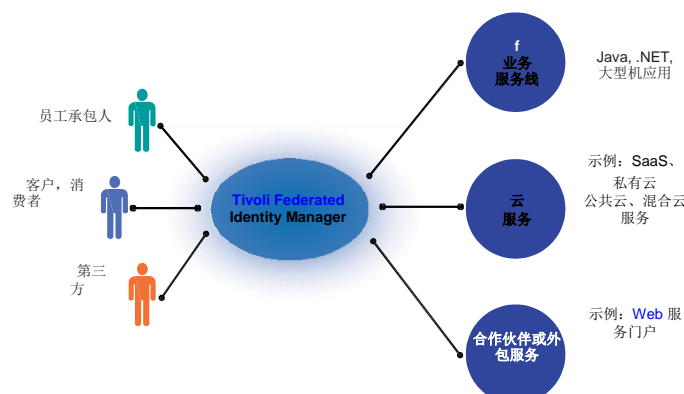 员工承包人
客户，消
费者
第三
方
Tivoli Federated
Identity Manager
f
业务
服务线
Java, .NET,
大型机应用
云
服务
示例：SaaS、
私有云
公共云、混合云
服务
合作伙伴或外
包服务
示例：Web 服
务门户